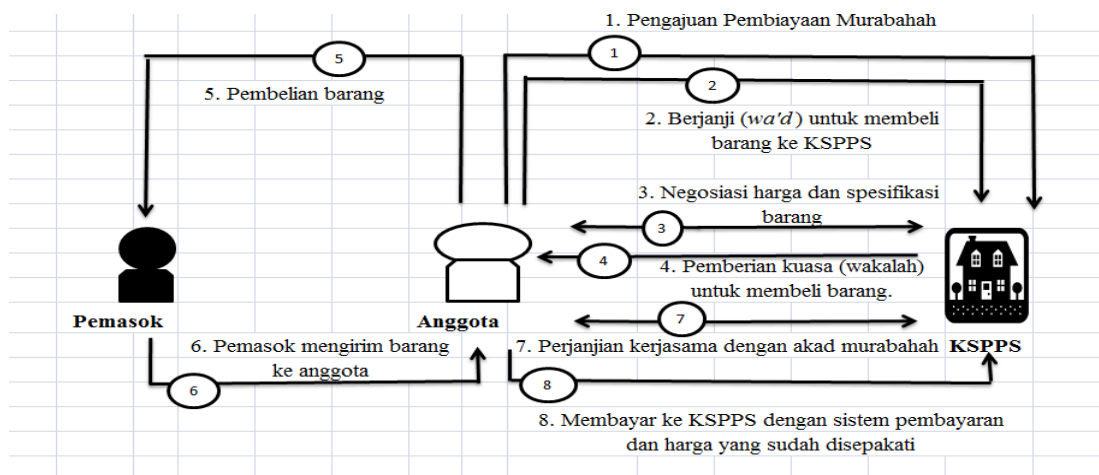 1. Pengajuan Pembiayaan Murabahah
1
5
5. Pembelian barang
2
2. Berjanji (wa'd) untuk membeli
barang ke KSPPS
3. Negosiasi harga dan spesifikasi
barang
3
4
4. Pemberian kuasa (wakalah)
untuk membeli barang.
Pemasok
Anggota
7
7. Perjanjian kerjasama dengan akad murabahah
KSPPS
6. Pemasok mengirim barang
ke anggota
6
8
8. Membayar ke KSPPS dengan sistem pembayaran
dan harga yang sudah disepakati